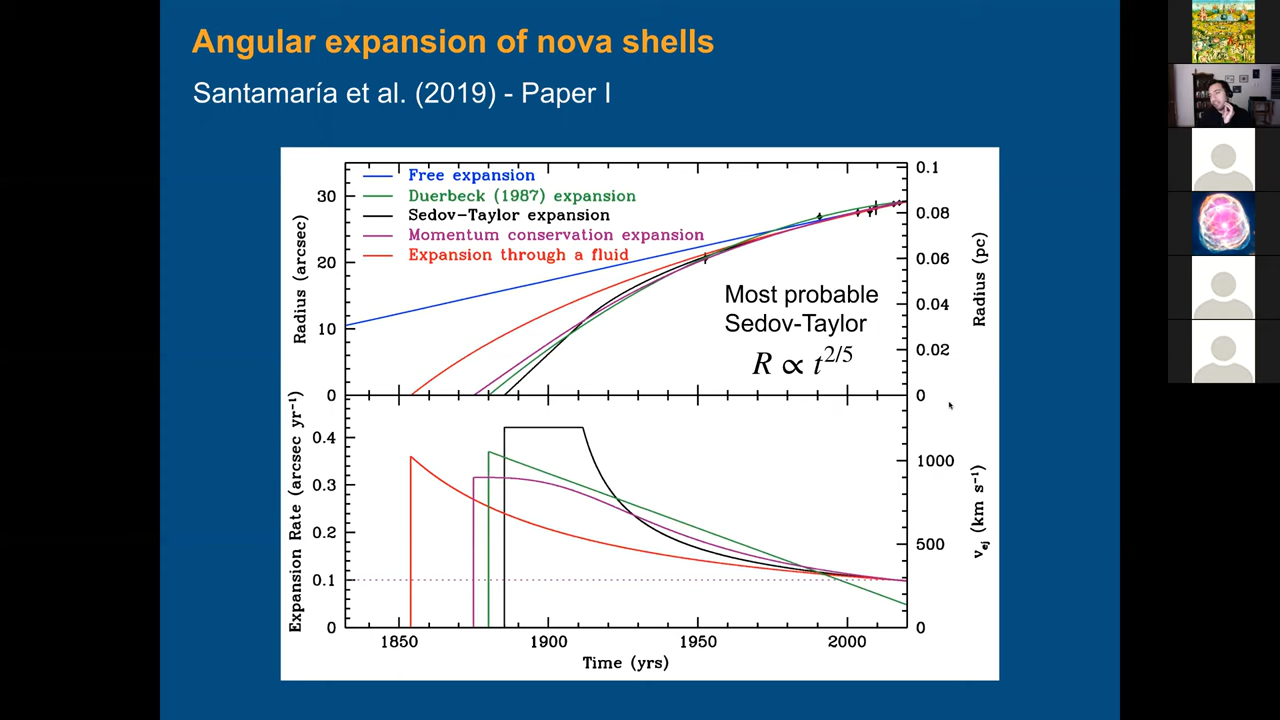 Angular expansion of nova shells
Santamaría et al. (2019) - Paper I
Free expansion
Duerbeck (1987) expansion
Sedov-Taylor expansion
Momentum conservation expansion
Expansion through a fluid
Radius (arcsec)
30
20
10
0
0.1
0.08
0.06
0.04
0.02
0
Radius (pc)
Most probable
Sedov-Taylor
R ∝ t^{2/5}
Expansion Rate (arcsec yr⁻¹)
0.4
0.3
0.2
0.1
0
1000
500
0
v_ej (km s⁻¹)
1850 1900 1950 2000
Time (yrs)